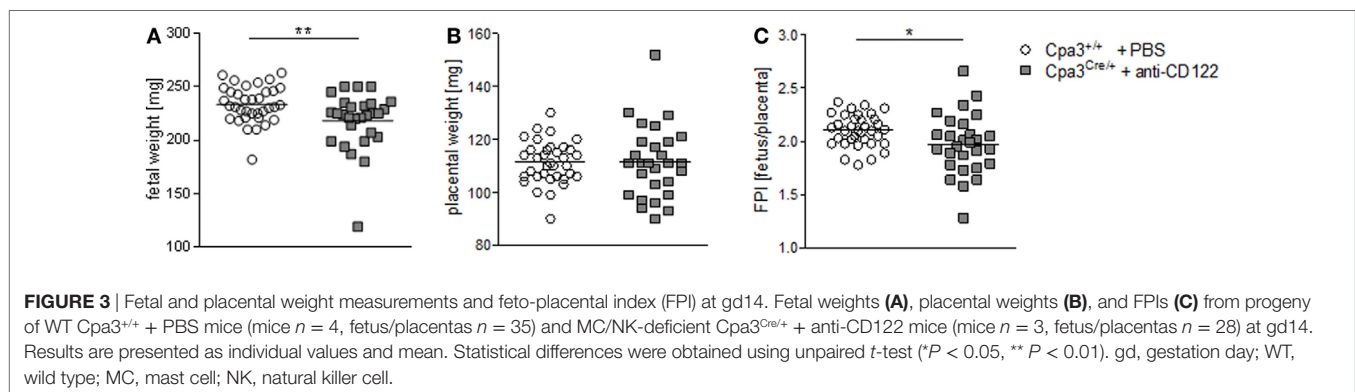 A
**
fetal weight [mg]
300
250
200
150
100
B
placental weight [mg]
160
140
120
100
80
C
*
FPI [fetus/placenta]
3.0
2.5
2.0
1.5
1.0
Cpa3+/+ + PBS
Cpa3Cre/+ + anti-CD122
FIGURE 3 | Fetal and placental weight measurements and feto-placental index (FPI) at gd14. Fetal weights (A), placental weights (B), and FPIs (C) from progeny
of WT Cpa3+/+ + PBS mice (mice n = 4, fetus/placentas n = 35) and MC/NK-deficient Cpa3Cre/+ + anti-CD122 mice (mice n = 3, fetus/placentas n = 28) at gd14.
Results are presented as individual values and mean. Statistical differences were obtained using unpaired t-test (*P < 0.05, ** P < 0.01). gd, gestation day; WT,
wild type; MC, mast cell; NK, natural killer cell.